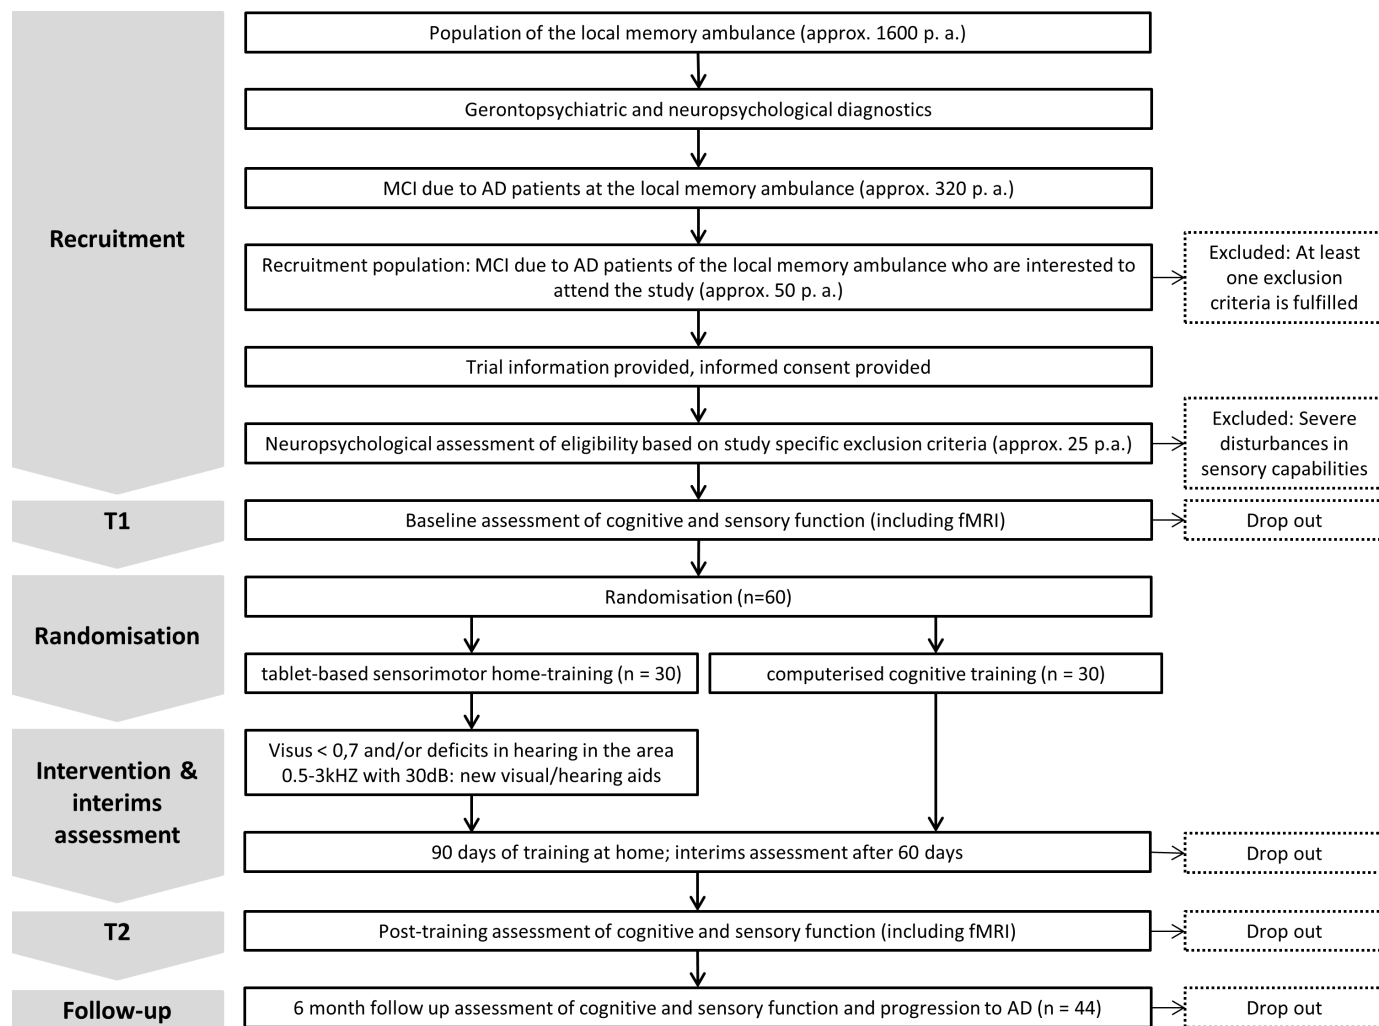 Population of the local memory ambulance (approx. 1600 p. a.)
Gerontopsychiatric and neuropsychological diagnostics
MCI due to AD patients at the local memory ambulance (approx. 320 p. a.)
Recruitment
Recruitment population: MCI due to AD patients of the local memory ambulance who are interested to
attend the study (approx. 50 p. a.)
Excluded: At least
one exclusion
criteria is fulfilled
Trial information provided, informed consent provided
Neuropsychological assessment of eligibility based on study specific exclusion criteria (approx. 25 p.a.)
Excluded: Severe
disturbances in
sensory capabilities
T1
Baseline assessment of cognitive and sensory function (including fMRI)
Drop out
Randomisation (n=60)
Randomisation
tablet-based sensorimotor home-training (n = 30)
computerised cognitive training (n = 30)
Intervention &
interims
assessment
Visus < 0,7 and/or deficits in hearing in the area
0.5-3kHZ with 30dB: new visual/hearing aids
90 days of training at home; interims assessment after 60 days
Drop out
T2
Post-training assessment of cognitive and sensory function (including fMRI)
Drop out
Follow-up
6 month follow up assessment of cognitive and sensory function and progression to AD (n = 44)
Drop out